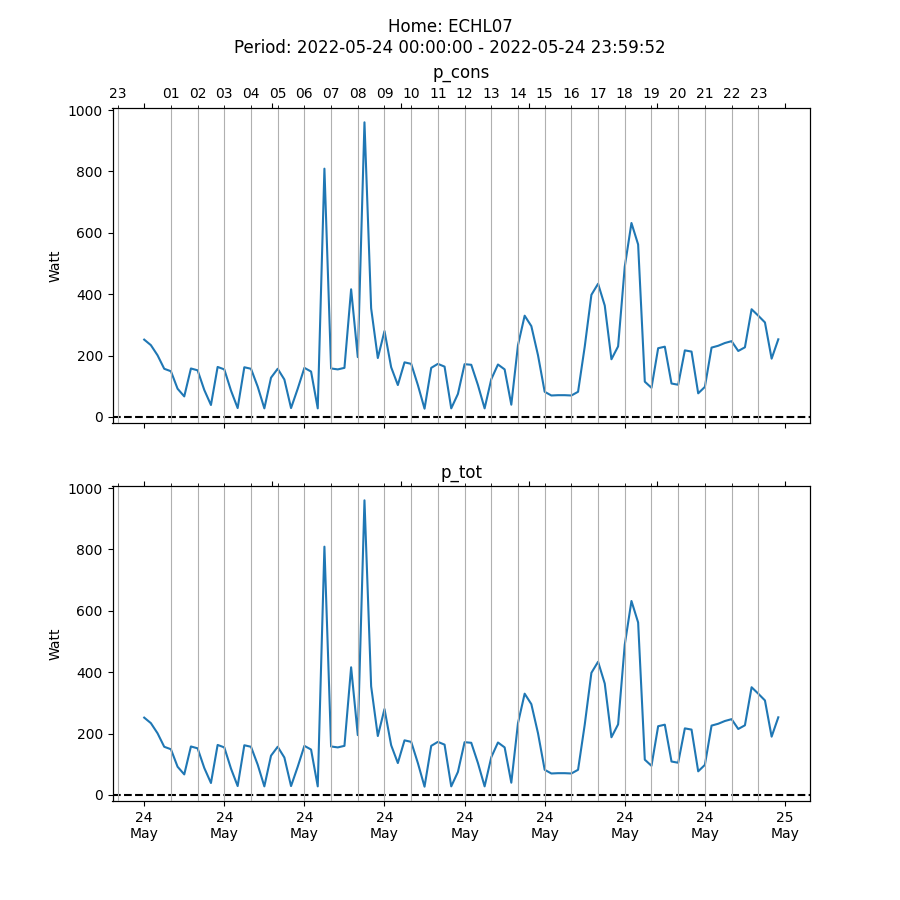 Home: ECHL07
Period: 2022-05-24 00:00:00 - 2022-05-24 23:59:52
p_cons
23 01 02 03 04 05 06 07 08 09 10 11 12 13 14 15 16 17 18 19 20 21 22 23
1000
800
600
400
200
0
Watt
p_tot
1000
800
600
400
200
0
Watt
24 24 24 24 24 24 24 24 25
May May May May May May May May May